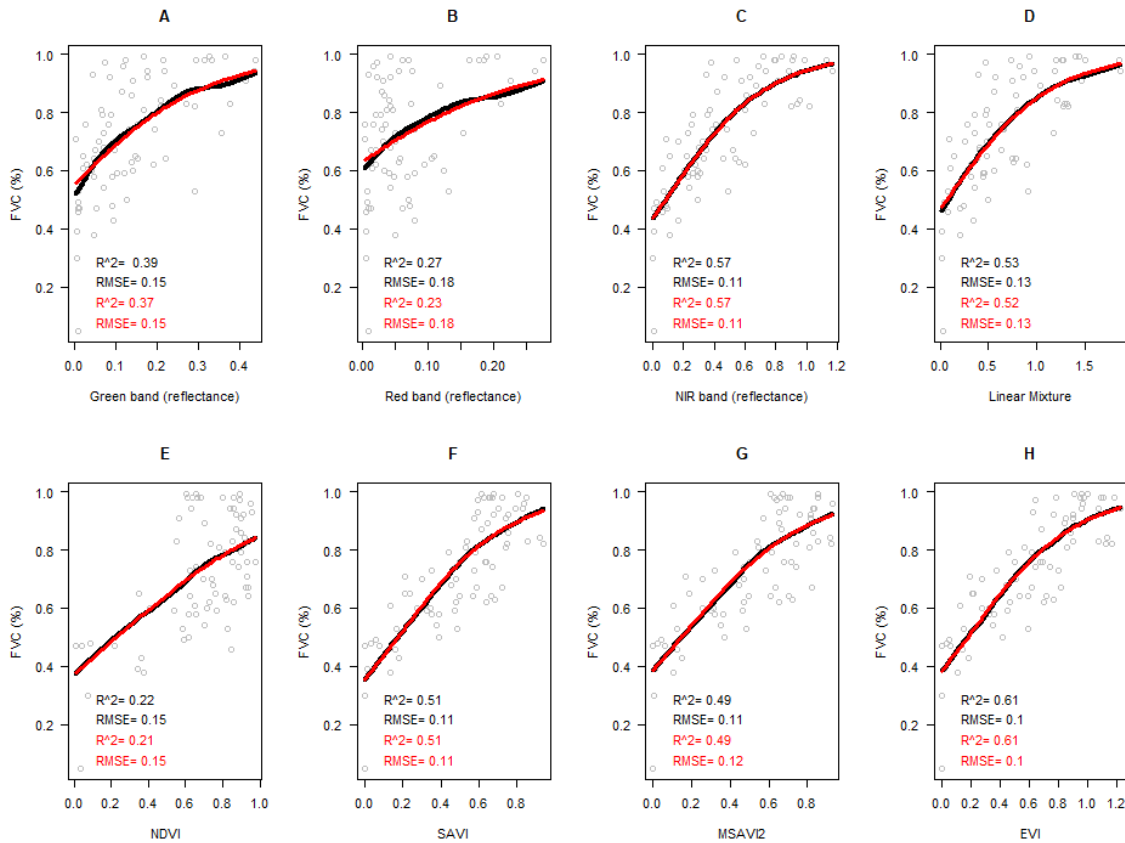 A
B
C
D
FVC (%)
1.0
0.8
0.6
0.4
0.2
R^2= 0.39
RMSE= 0.15
R^2= 0.37
RMSE= 0.15
0.0 0.1 0.2 0.3 0.4
Green band (reflectance)
FVC (%)
1.0
0.8
0.6
0.4
0.2
R^2= 0.27
RMSE= 0.18
R^2= 0.23
RMSE= 0.18
0.00 0.10 0.20
Red band (reflectance)
FVC (%)
1.0
0.8
0.6
0.4
0.2
R^2= 0.57
RMSE= 0.11
R^2= 0.57
RMSE= 0.11
0.0 0.2 0.4 0.6 0.8 1.0 1.2
NIR band (reflectance)
FVC (%)
1.0
0.8
0.6
0.4
0.2
R^2= 0.53
RMSE= 0.13
R^2= 0.52
RMSE= 0.13
0.0 0.5 1.0 1.5
Linear Mixture
E
F
G
H
FVC (%)
1.0
0.8
0.6
0.4
0.2
R^2= 0.22
RMSE= 0.15
R^2= 0.21
RMSE= 0.15
0.0 0.2 0.4 0.6 0.8 1.0
NDVI
FVC (%)
1.0
0.8
0.6
0.4
0.2
R^2= 0.51
RMSE= 0.11
R^2= 0.51
RMSE= 0.11
0.0 0.2 0.4 0.6 0.8
SAVI
FVC (%)
1.0
0.8
0.6
0.4
0.2
R^2= 0.49
RMSE= 0.11
R^2= 0.49
RMSE= 0.12
0.0 0.2 0.4 0.6 0.8
MSAVI2
FVC (%)
1.0
0.8
0.6
0.4
0.2
R^2= 0.61
RMSE= 0.1
R^2= 0.61
RMSE= 0.1
0.0 0.2 0.4 0.6 0.8 1.0 1.2
EVI